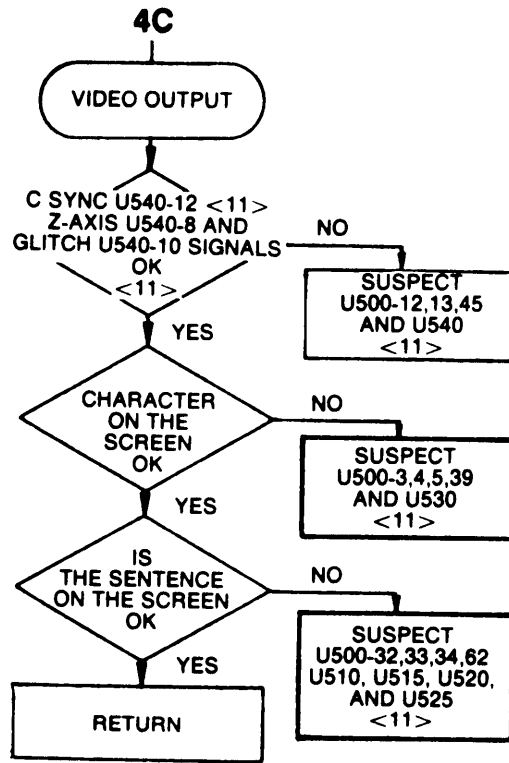 4C
VIDEO OUTPUT
C SYNC U540-12 <11>
Z-AXIS U540-8 AND
GLITCH U540-10 SIGNALS
OK
<11>
NO
SUSPECT
U500-12,13,45
AND U540
<11>
YES
CHARACTER
ON THE
SCREEN
OK
NO
SUSPECT
U500-3,4,5,39
AND U530
<11>
YES
IS
THE SENTENCE
ON THE SCREEN
OK
NO
SUSPECT
U500-32,33,34,62
U510, U515, U520,
AND U525
<11>
YES
RETURN